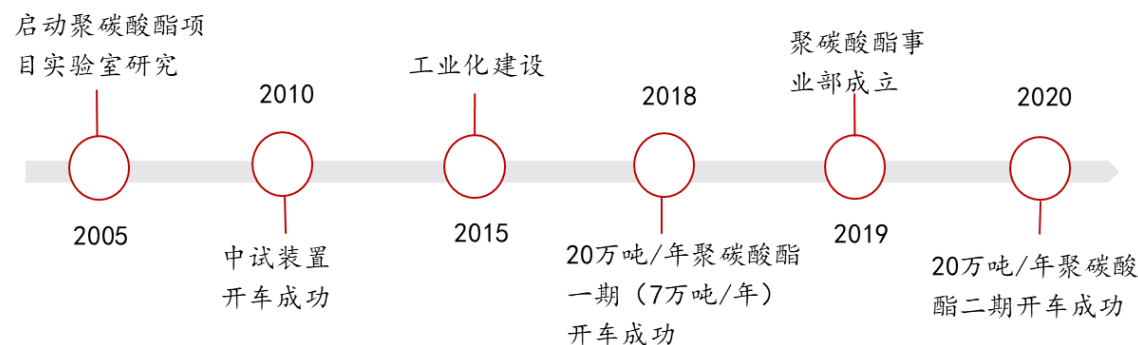 启动聚碳酸酯项
目实验室研究
2005
2010
中试装置
开车成功
工业化建设
2015
2018
20万吨/年聚碳酸酯
一期（7万吨/年）
开车成功
聚碳酸酯事
业部成立
2019
2020
20万吨/年聚碳酸
酯二期开车成功